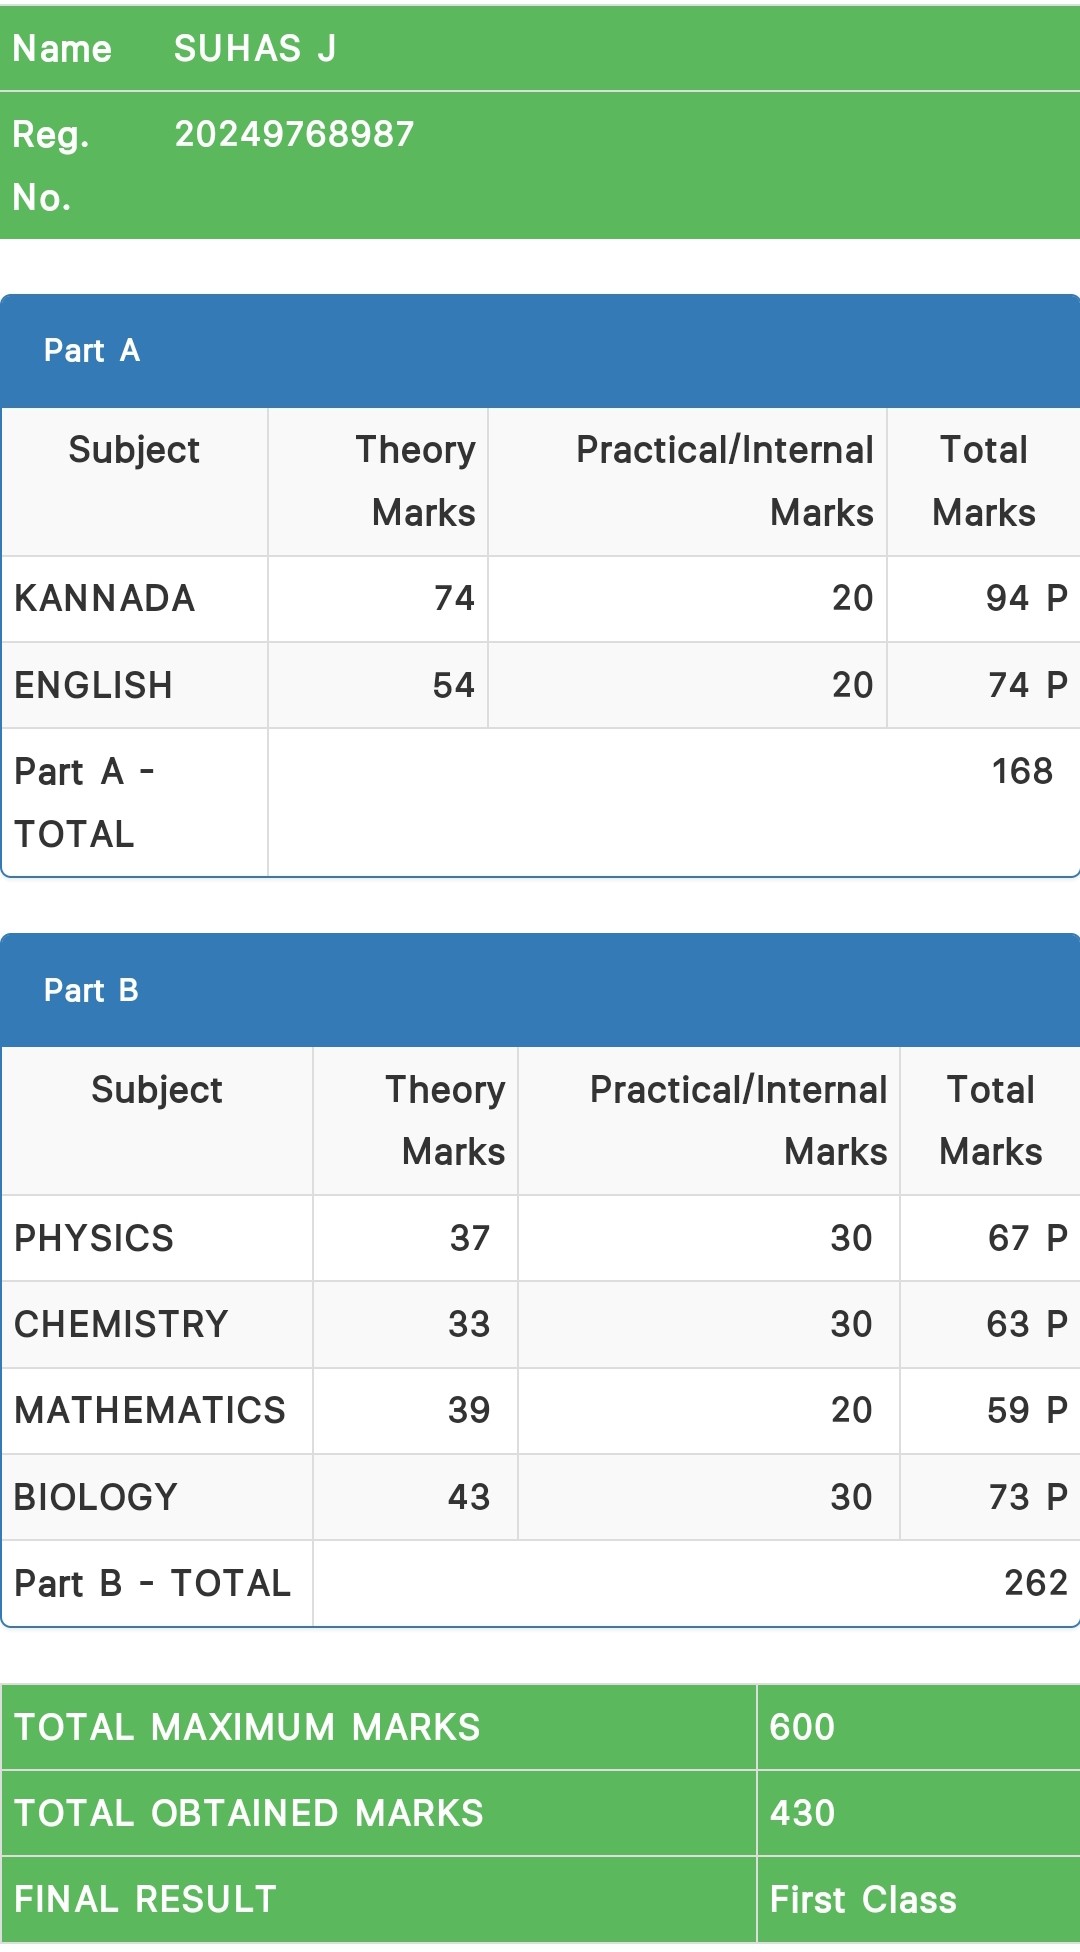 Name SUHAS J
Reg. 20249768987
No.
Part A
Subject Theory Practical/Internal Total
Marks Marks Marks
KANNADA 74 20 94 P
ENGLISH 54 20 74 P
Part A - 168
TOTAL
Part B
Subject Theory Practical/Internal Total
Marks Marks Marks
PHYSICS 37 30 67 P
CHEMISTRY 33 30 63 P
MATHEMATICS 39 20 59 P
BIOLOGY 43 30 73 P
Part B - TOTAL 262
TOTAL MAXIMUM MARKS 600
TOTAL OBTAINED MARKS 430
FINAL RESULT First Class